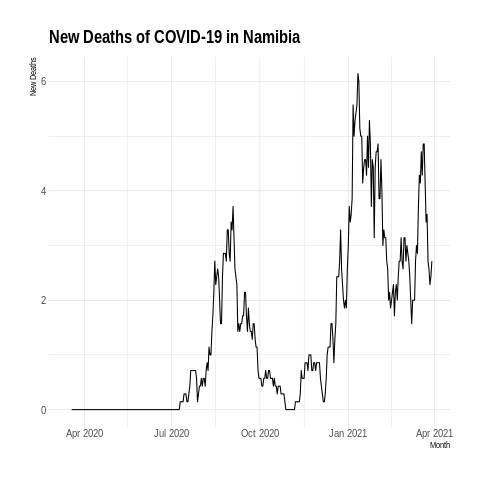 New Deaths of COVID-19 in Namibia
New Deaths
6
4
2
0
Apr 2020 Jul 2020 Oct 2020 Jan 2021 Apr 2021
Month